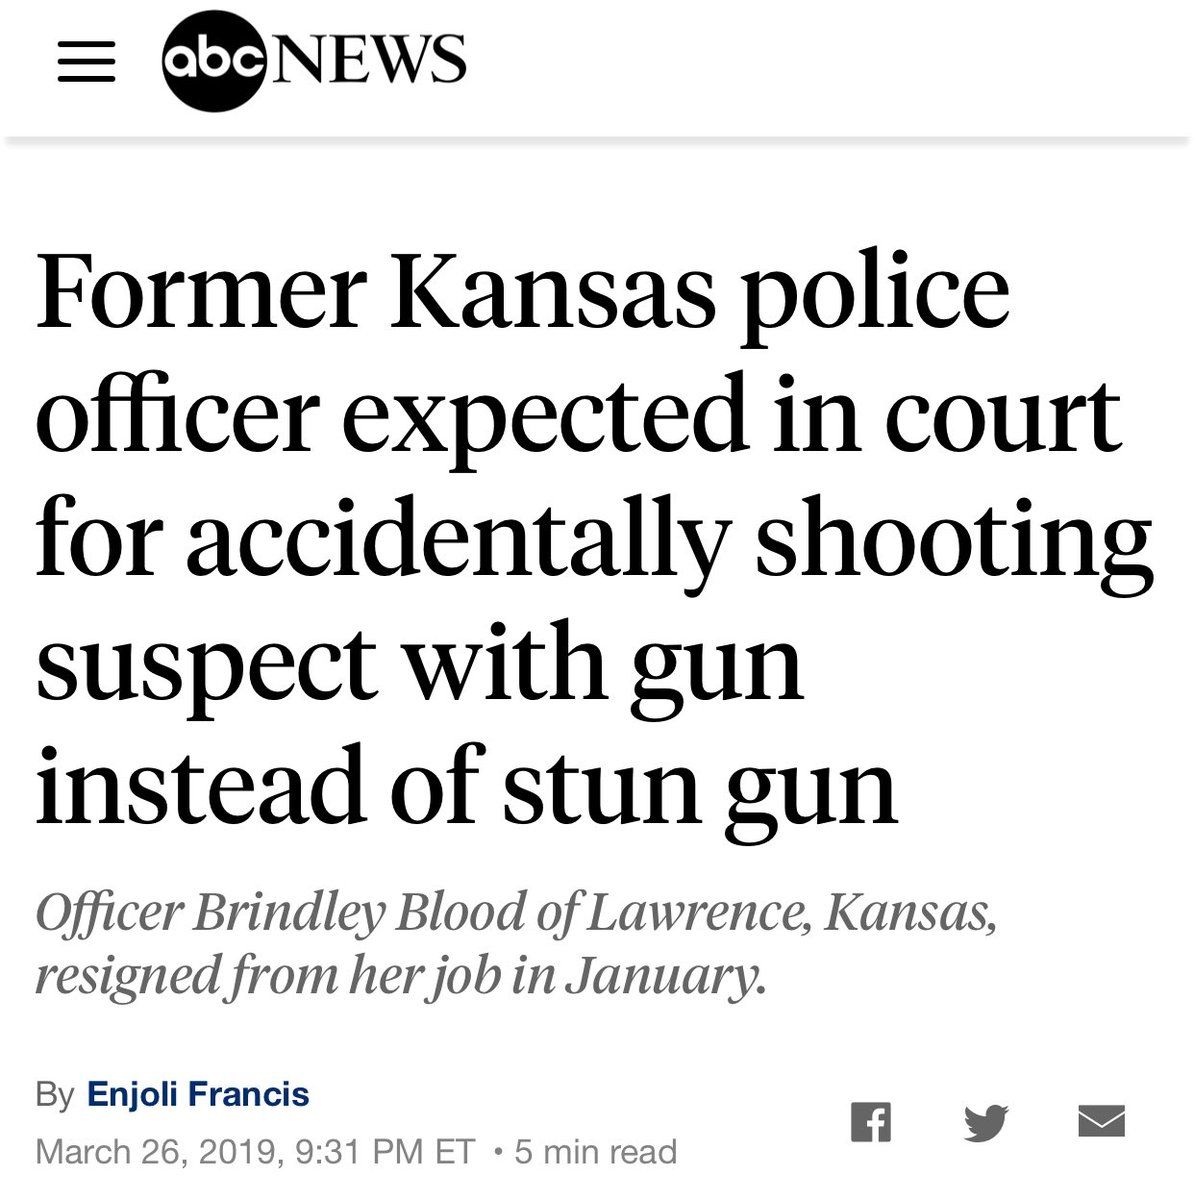 abc NEWS
Former Kansas police
officer expected in court
for accidentally shooting
suspect with gun
instead of stun gun
Officer Brindley Blood of Lawrence, Kansas,
resigned from her job in January.
By Enjoli Francis
March 26, 2019, 9:31 PM ET • 5 min read